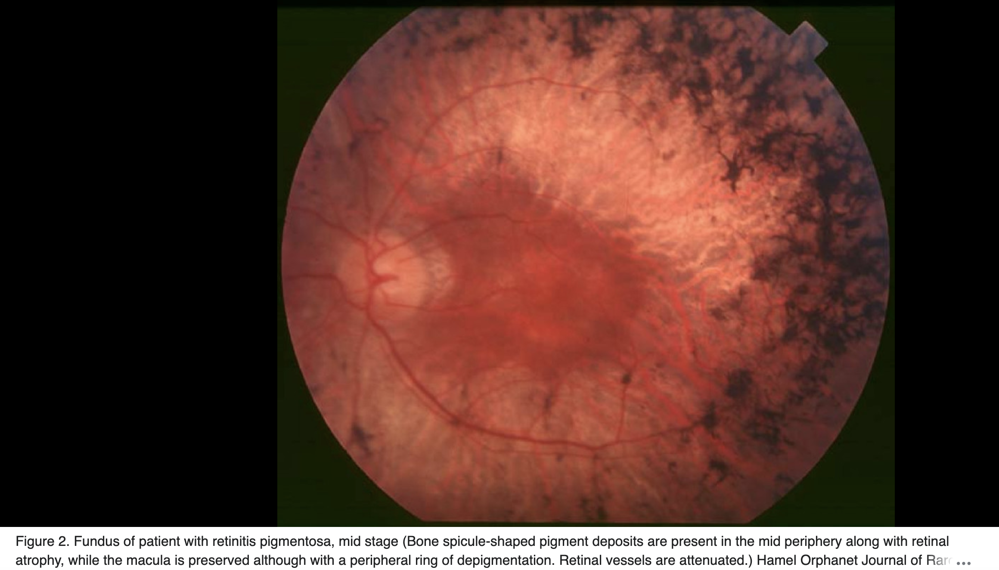 Figure 2. Fundus of patient with retinitis pigmentosa, mid stage (Bone spicule-shaped pigment deposits are present in the mid periphery along with retinal
atrophy, while the macula is preserved although with a peripheral ring of depigmentation. Retinal vessels are attenuated.) Hamel Orphanet Journal of Rar ...